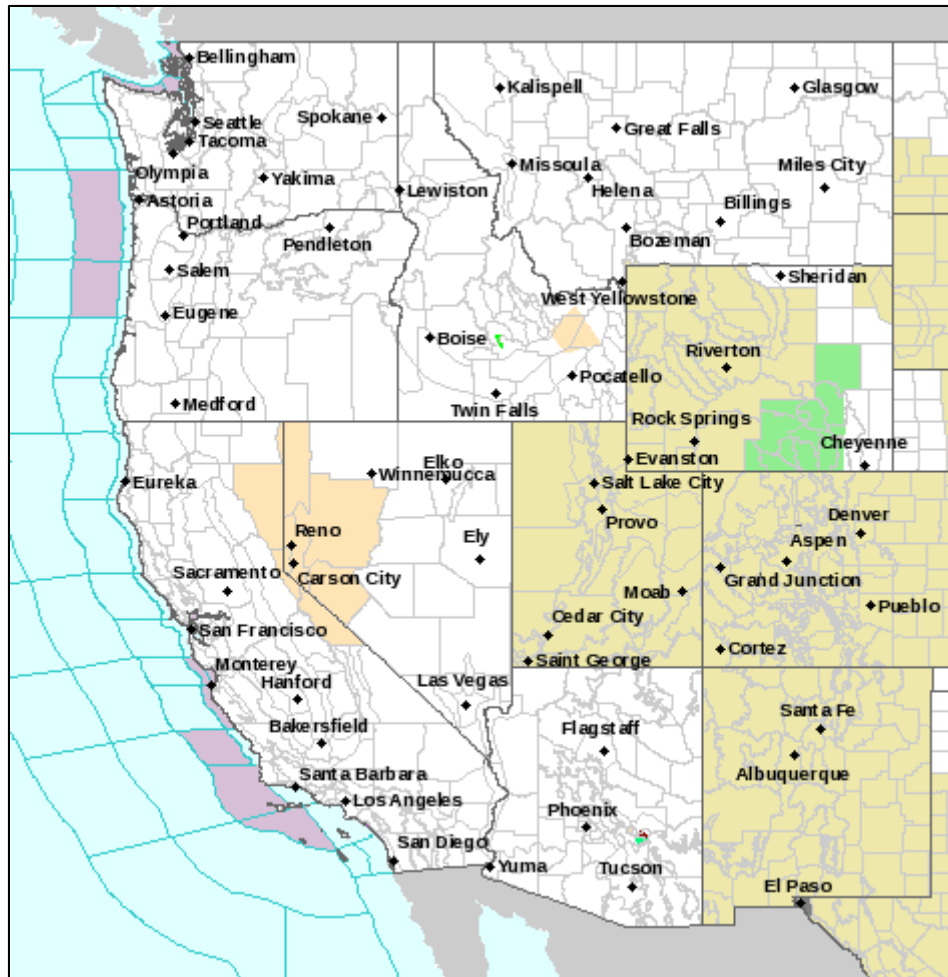 Bellingham
Kalispell
Glasgow
Seattle
Spokane
Great Falls
Tacoma
Olympia
Missoula
Miles City
Yakima
Lewiston
Helena
Astoria
Billings
Portland
Pendleton
Bozeman
Salem
Sheridan
West Yellowstone
Eugene
Boise
Riverton
Pocatello
Medford
Twin Falls
Rock Springs
Cheyenne
Evanston
Elko
Winnemucca
Eureka
Salt Lake City
Provo
Denver
Reno
Ely
Aspen
Sacramento
Carson City
Grand Junction
Moab
Pueblo
Cedar City
San Francisco
Cortez
Saint George
Monterey
Hanford
Las Vegas
Santa Fe
Bakersfield
Flagstaff
Albuquerque
Santa Barbara
Los Angeles
Phoenix
San Diego
Yuma
Tucson
El Paso